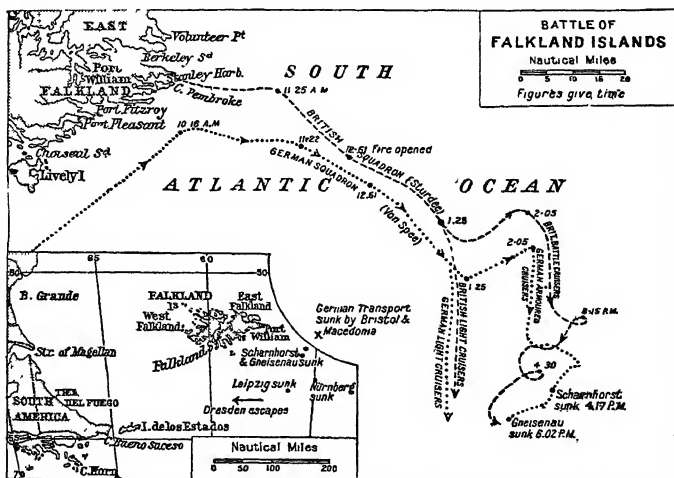 BATTLE OF
FALKLAND ISLANDS
Nautical Miles
0 5 10 15 20
Figures give time
EAST
FALKLAND
Volunteer Pt
Berkeley Sd
Port
William
Stanley Harb.
C. Pembroke
Port Fitzroy
Port Pleasant
Choiseul Sd
Lively I
SOUTH
ATLANTIC
OCEAN
10 16 A.M
11 25 A M
11.22
BRITISH SQUADRON (Sturdee)
12.51 Fire opened
GERMAN SQUADRON
12.51
(Von Spee)
1.25
1.25
2.05
2.05
BRIT. BATTLE CRUISERS
GERMAN ARMOURED
CRUISERS
BRITISH LIGHT CRUISERS
GERMAN LIGHT CRUISERS
3.15 P.M.
4.30
Scharnhorst
sunk 4.17 P.M.
Gneisenau
sunk 6.02 P.M.
65
60
50
50
B. Grande
FALKLAND
Is
West
Falkland
East
Falkland
Port
William
Falkland
German Transport
sunk by Bristol &
Macedonia
Str. of Magellan
Scharnhorst
& Gneisenau sunk
Leipzig sunk
Nürnberg
sunk
Dresden escapes
SOUTH
AMERICA
TRA
DEL FUEGO
I. de los Estados
C. Bueno Suceso
C. Horn
Nautical Miles
0 100 200